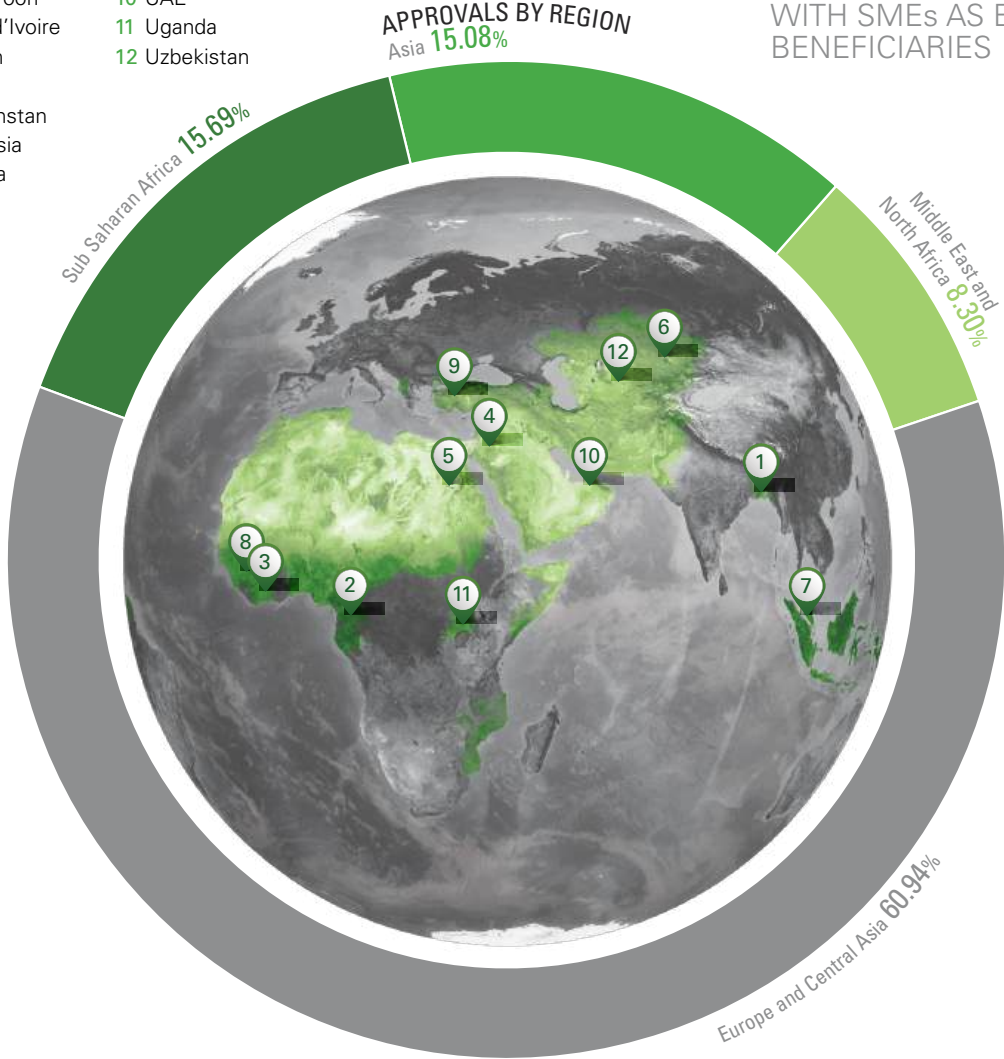 d'Ivoire
11 Uganda
12 Uzbekistan
APPROVALS BY REGION
Asia 15.08%
WITH SMEs AS
BENEFICIARIES
Sub Saharan Africa 15.69%
Middle East and
North Africa 8.30%
6
12
9
4
5
10
1
8
3
2
11
7
Europe and Central Asia 60.94%